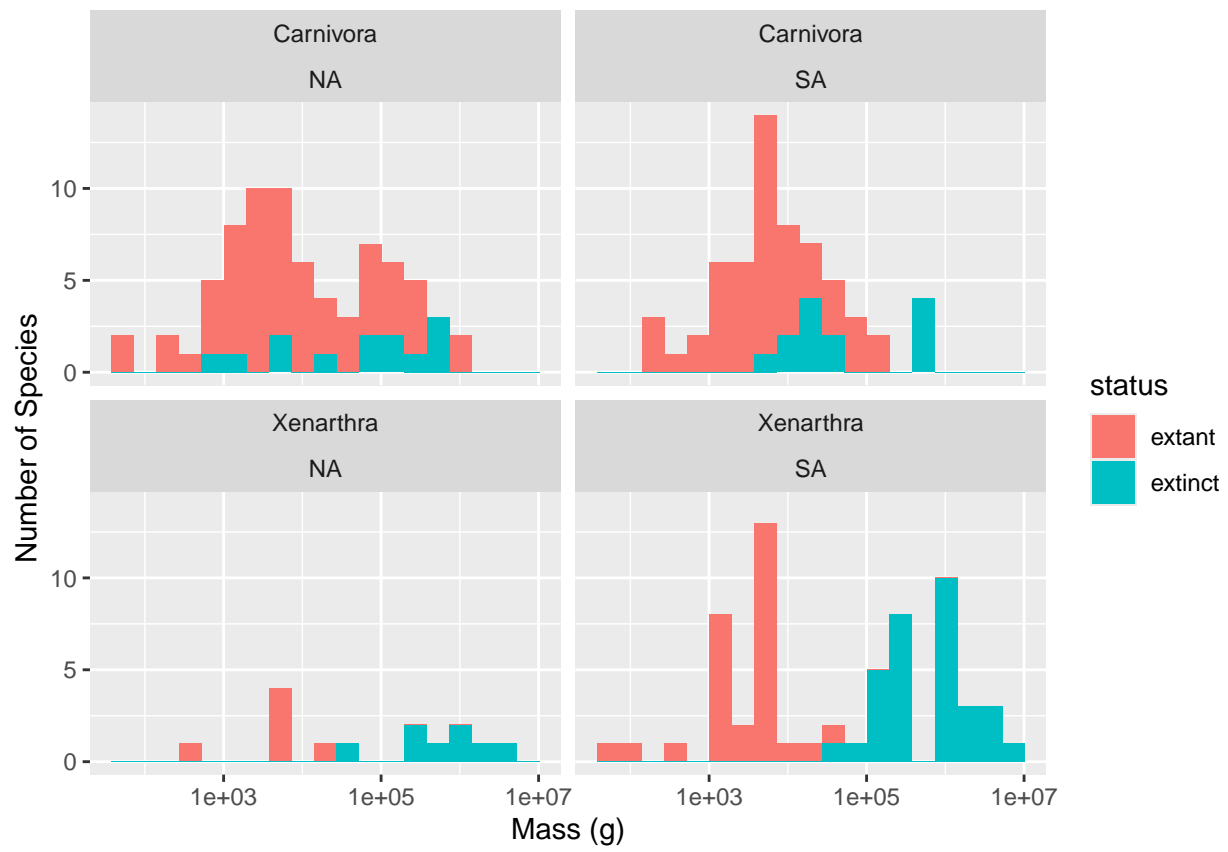 Carnivora
NA
Carnivora
SA
10
5
0
Xenarthra
NA
Xenarthra
SA
10
5
0
1e+03
1e+05
1e+07
1e+03
1e+05
1e+07
Mass (g)
Number of Species
status
extant
extinct